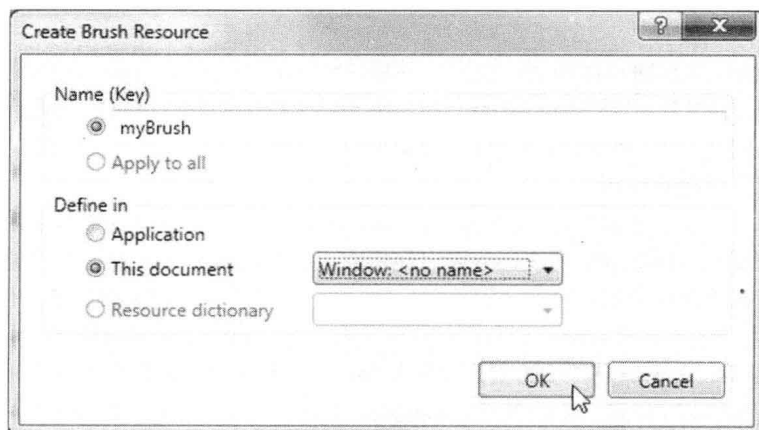 Create Brush Resource
?
Name (Key)
myBrush
Apply to all
Define in
Application
This document Window: <no name>
Resource dictionary
OK Cancel